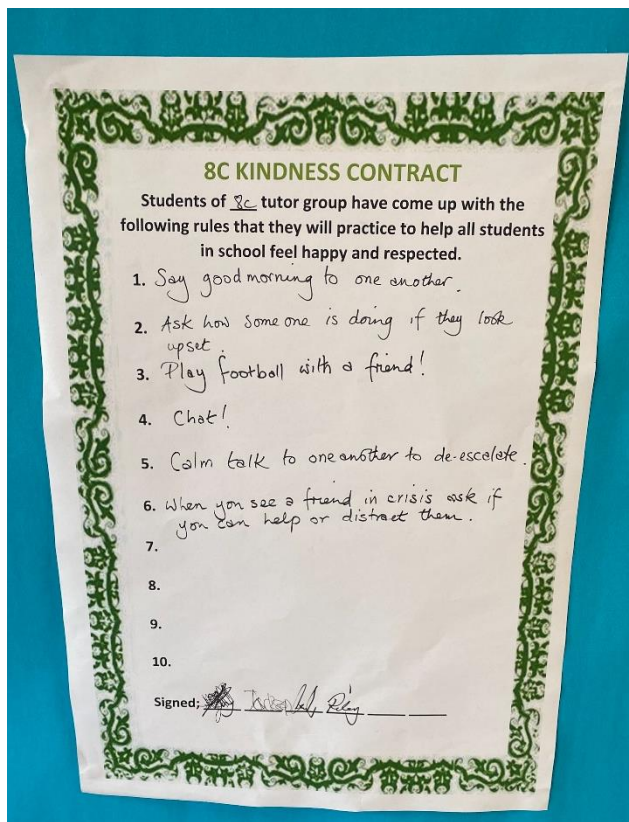 8C KINDNESS CONTRACT
Students of 8c tutor group have come up with the
following rules that they will practice to help all students
in school feel happy and respected.
1. Say good morning to one another.
2. Ask how some one is doing if they look
upset.
3. Play football with a friend!
4. Chat!
5. Calm talk to one another to de-escalate.
6. When you see a friend in crisis ask if
you can help or distract them.
7.
8.
9.
10.
Signed; Riley